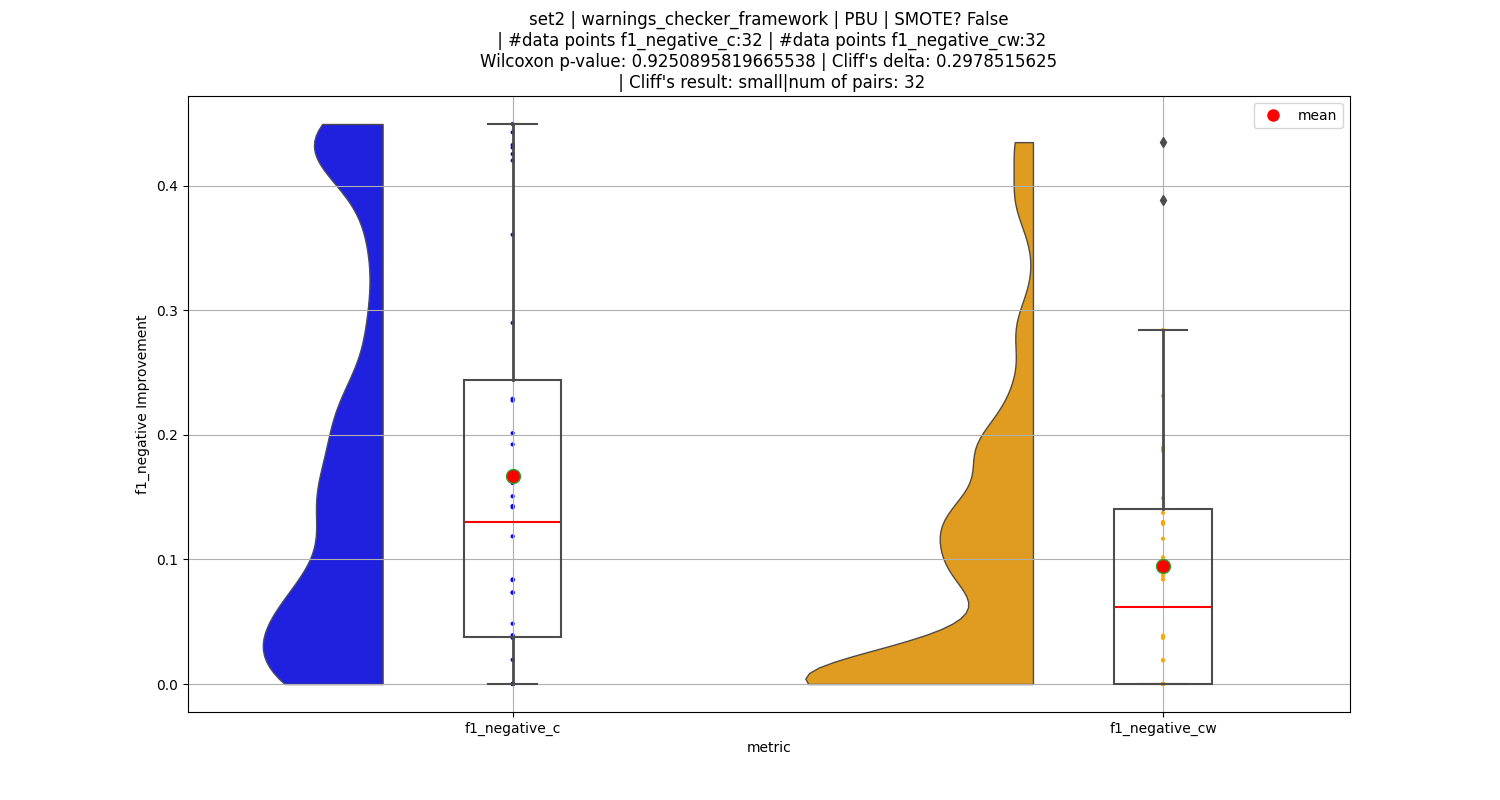 set2 | warnings_checker_framework | PBU | SMOTE? False
| #data points f1_negative_c:32 | #data points f1_negative_cw:32
Wilcoxon p-value: 0.9250895819665538 | Cliff's delta: 0.2978515625
| Cliff's result: small|num of pairs: 32
mean
0.4
0.3
0.2
0.1
0.0
f1_negative Improvement
f1_negative_c
f1_negative_cw
metric